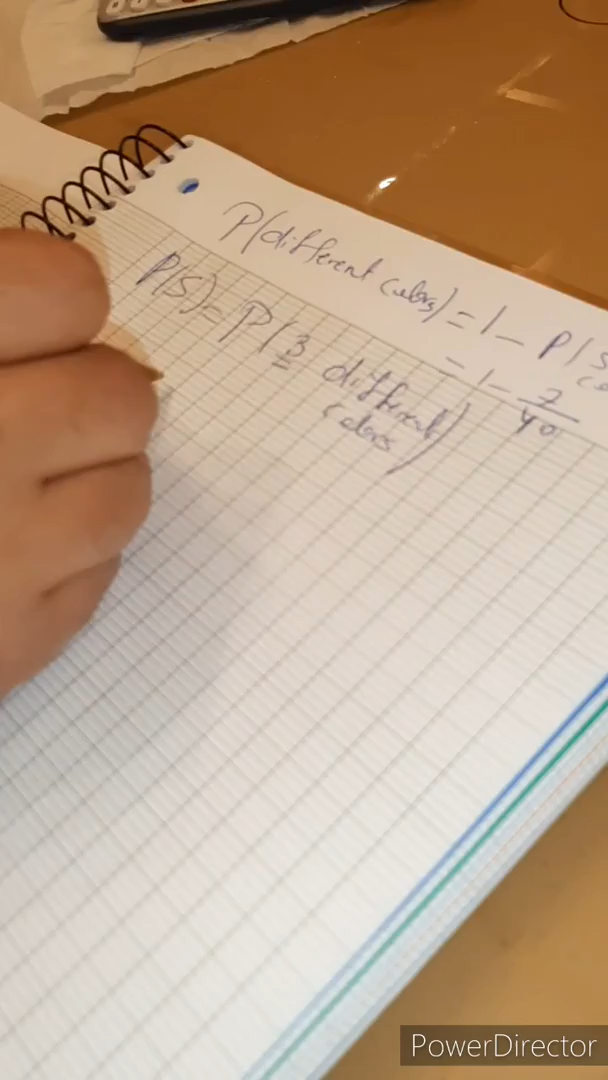 P(different colors) = 1 - P(s
= 1 - 7/40
P(S) = P(3 different
colors)
PowerDirector